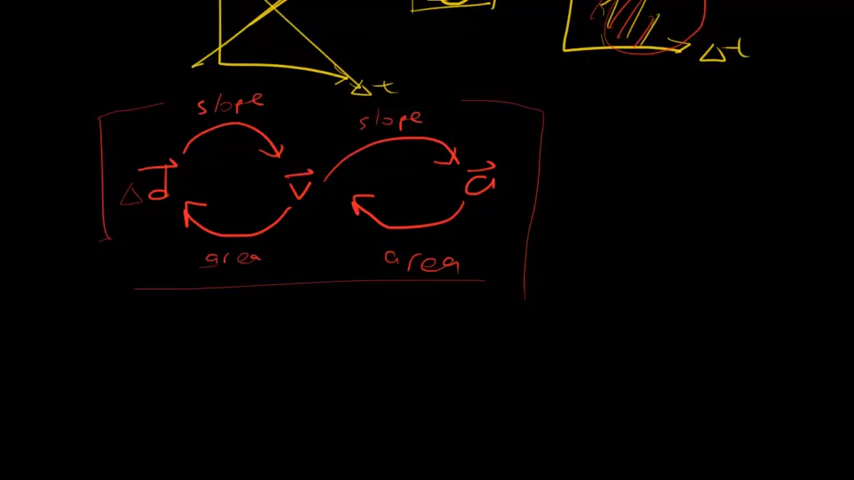 Δt
Δt
slope slope
Δd⃗ v⃗ a⃗
area area